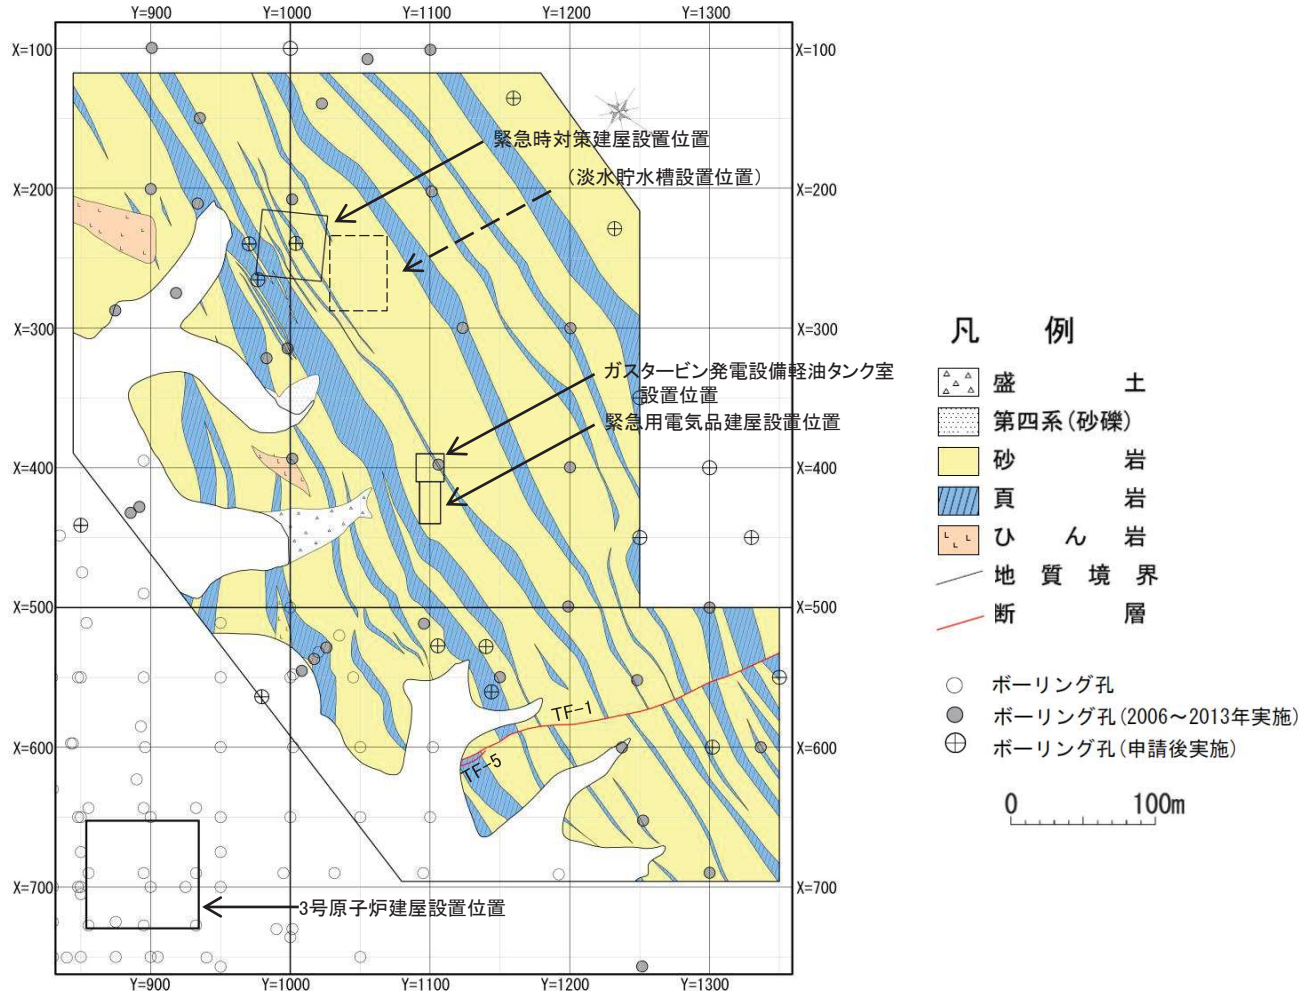 Y=900 Y=1000 Y=1100 Y=1200 Y=1300
X=100 X=100
緊急時対策建屋設置位置
(淡水貯水槽設置位置)
X=200 X=200
X=300 X=300
ガスタービン発電設備軽油タンク室
設置位置
緊急用電気品建屋設置位置
X=400 X=400
X=500 X=500
TF-1
TF-5
X=600 X=600
X=700 X=700
3号原子炉建屋設置位置
Y=900 Y=1000 Y=1100 Y=1200 Y=1300
凡 例
盛 土
第四系(砂礫)
砂 岩
頁 岩
ひ ん 岩
地 質 境 界
断 層
ボーリング孔
ボーリング孔(2006～2013年実施)
ボーリング孔(申請後実施)
0 100m